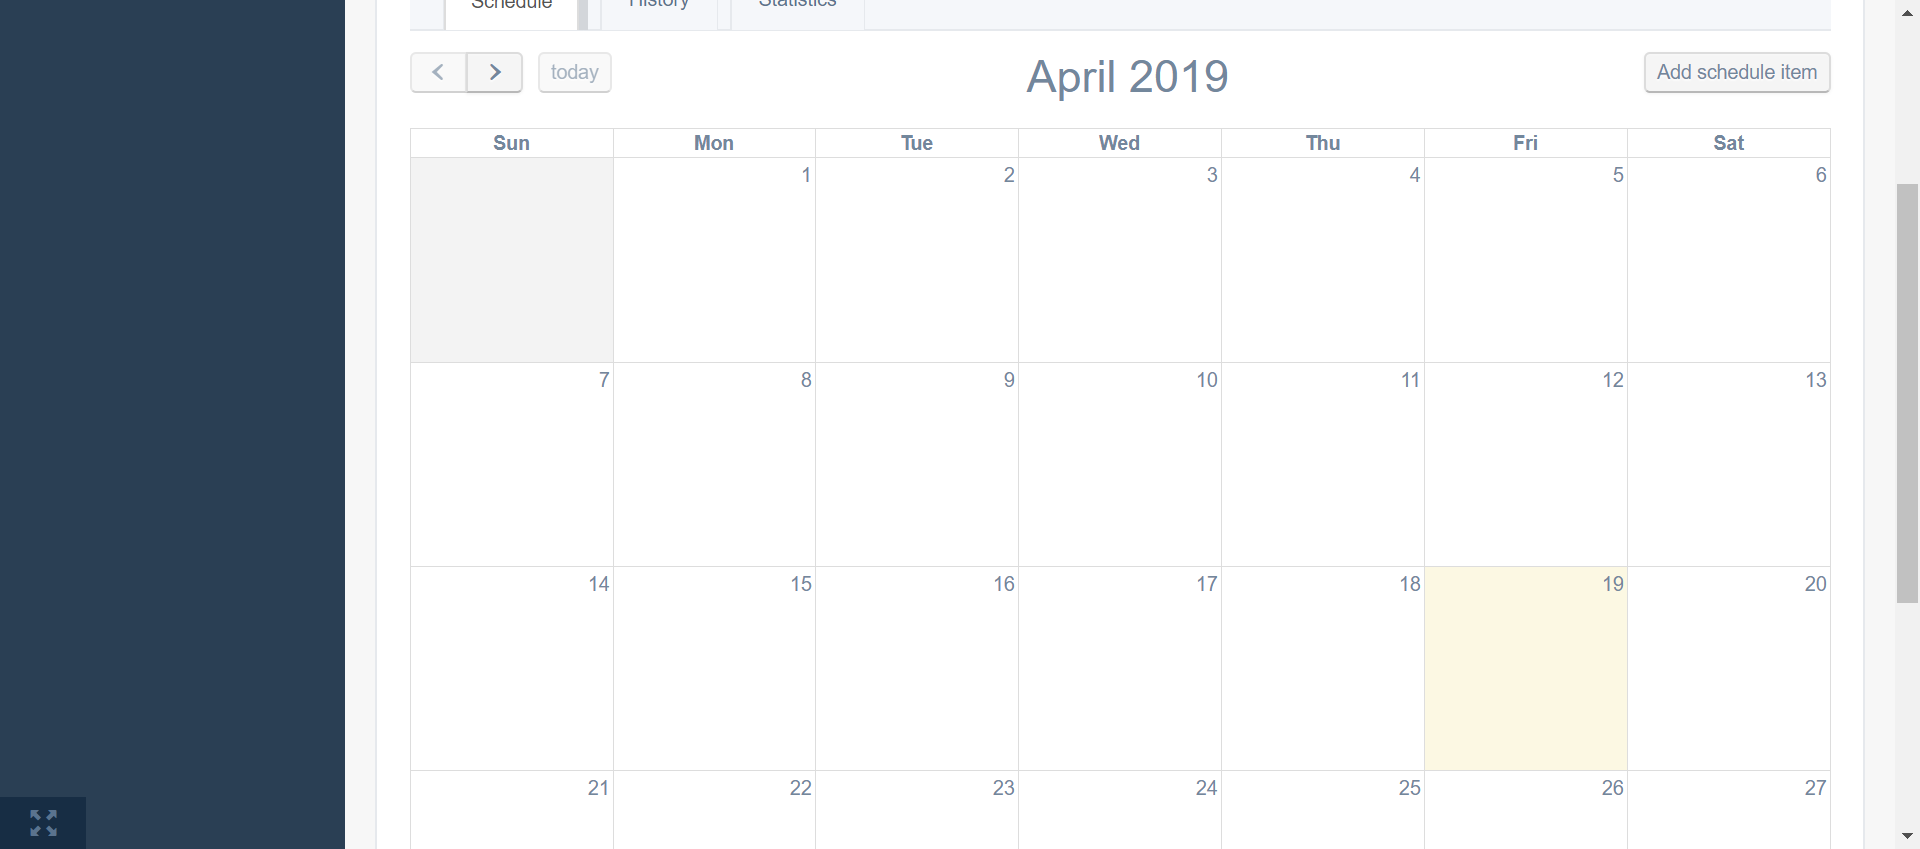 Schedule History Statistics
today April 2019 Add schedule item
Sun Mon Tue Wed Thu Fri Sat
1 2 3 4 5 6
7 8 9 10 11 12 13
14 15 16 17 18 19 20
21 22 23 24 25 26 27